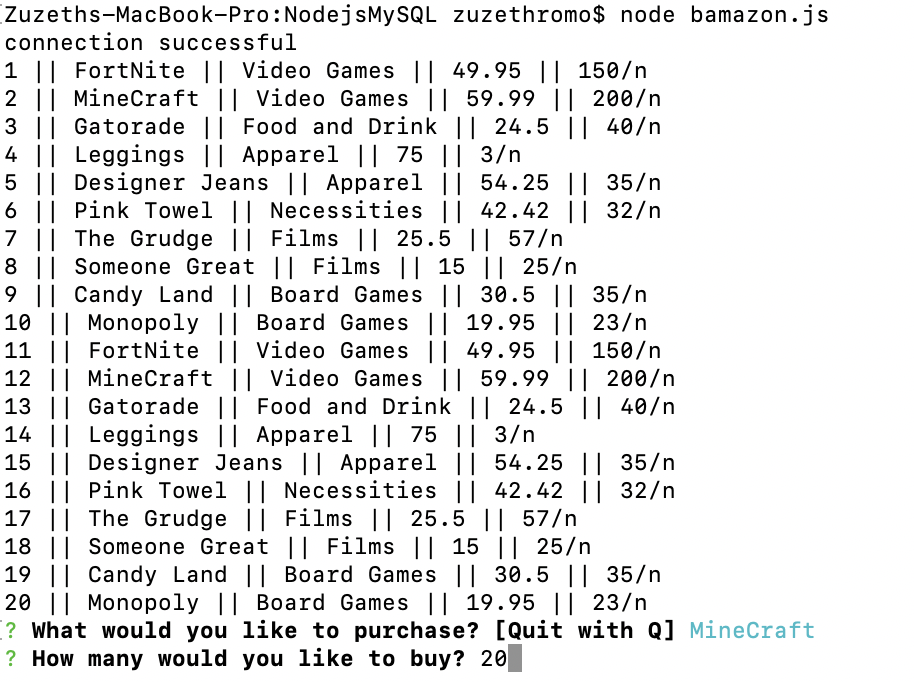 [Zuzeths-MacBook-Pro:NodejsMySQL zuzethromo$ node bamazon.js
connection successful
1 || FortNite || Video Games || 49.95 || 150/n
2 || MineCraft || Video Games || 59.99 || 200/n
3 || Gatorade || Food and Drink || 24.5 || 40/n
4 || Leggings || Apparel || 75 || 3/n
5 || Designer Jeans || Apparel || 54.25 || 35/n
6 || Pink Towel || Necessities || 42.42 || 32/n
7 || The Grudge || Films || 25.5 || 57/n
8 || Someone Great || Films || 15 || 25/n
9 || Candy Land || Board Games || 30.5 || 35/n
10 || Monopoly || Board Games || 19.95 || 23/n
11 || FortNite || Video Games || 49.95 || 150/n
12 || MineCraft || Video Games || 59.99 || 200/n
13 || Gatorade || Food and Drink || 24.5 || 40/n
14 || Leggings || Apparel || 75 || 3/n
15 || Designer Jeans || Apparel || 54.25 || 35/n
16 || Pink Towel || Necessities || 42.42 || 32/n
17 || The Grudge || Films || 25.5 || 57/n
18 || Someone Great || Films || 15 || 25/n
19 || Candy Land || Board Games || 30.5 || 35/n
20 || Monopoly || Board Games || 19.95 || 23/n
[? What would you like to purchase? [Quit with Q] MineCraft
? How many would you like to buy? 20